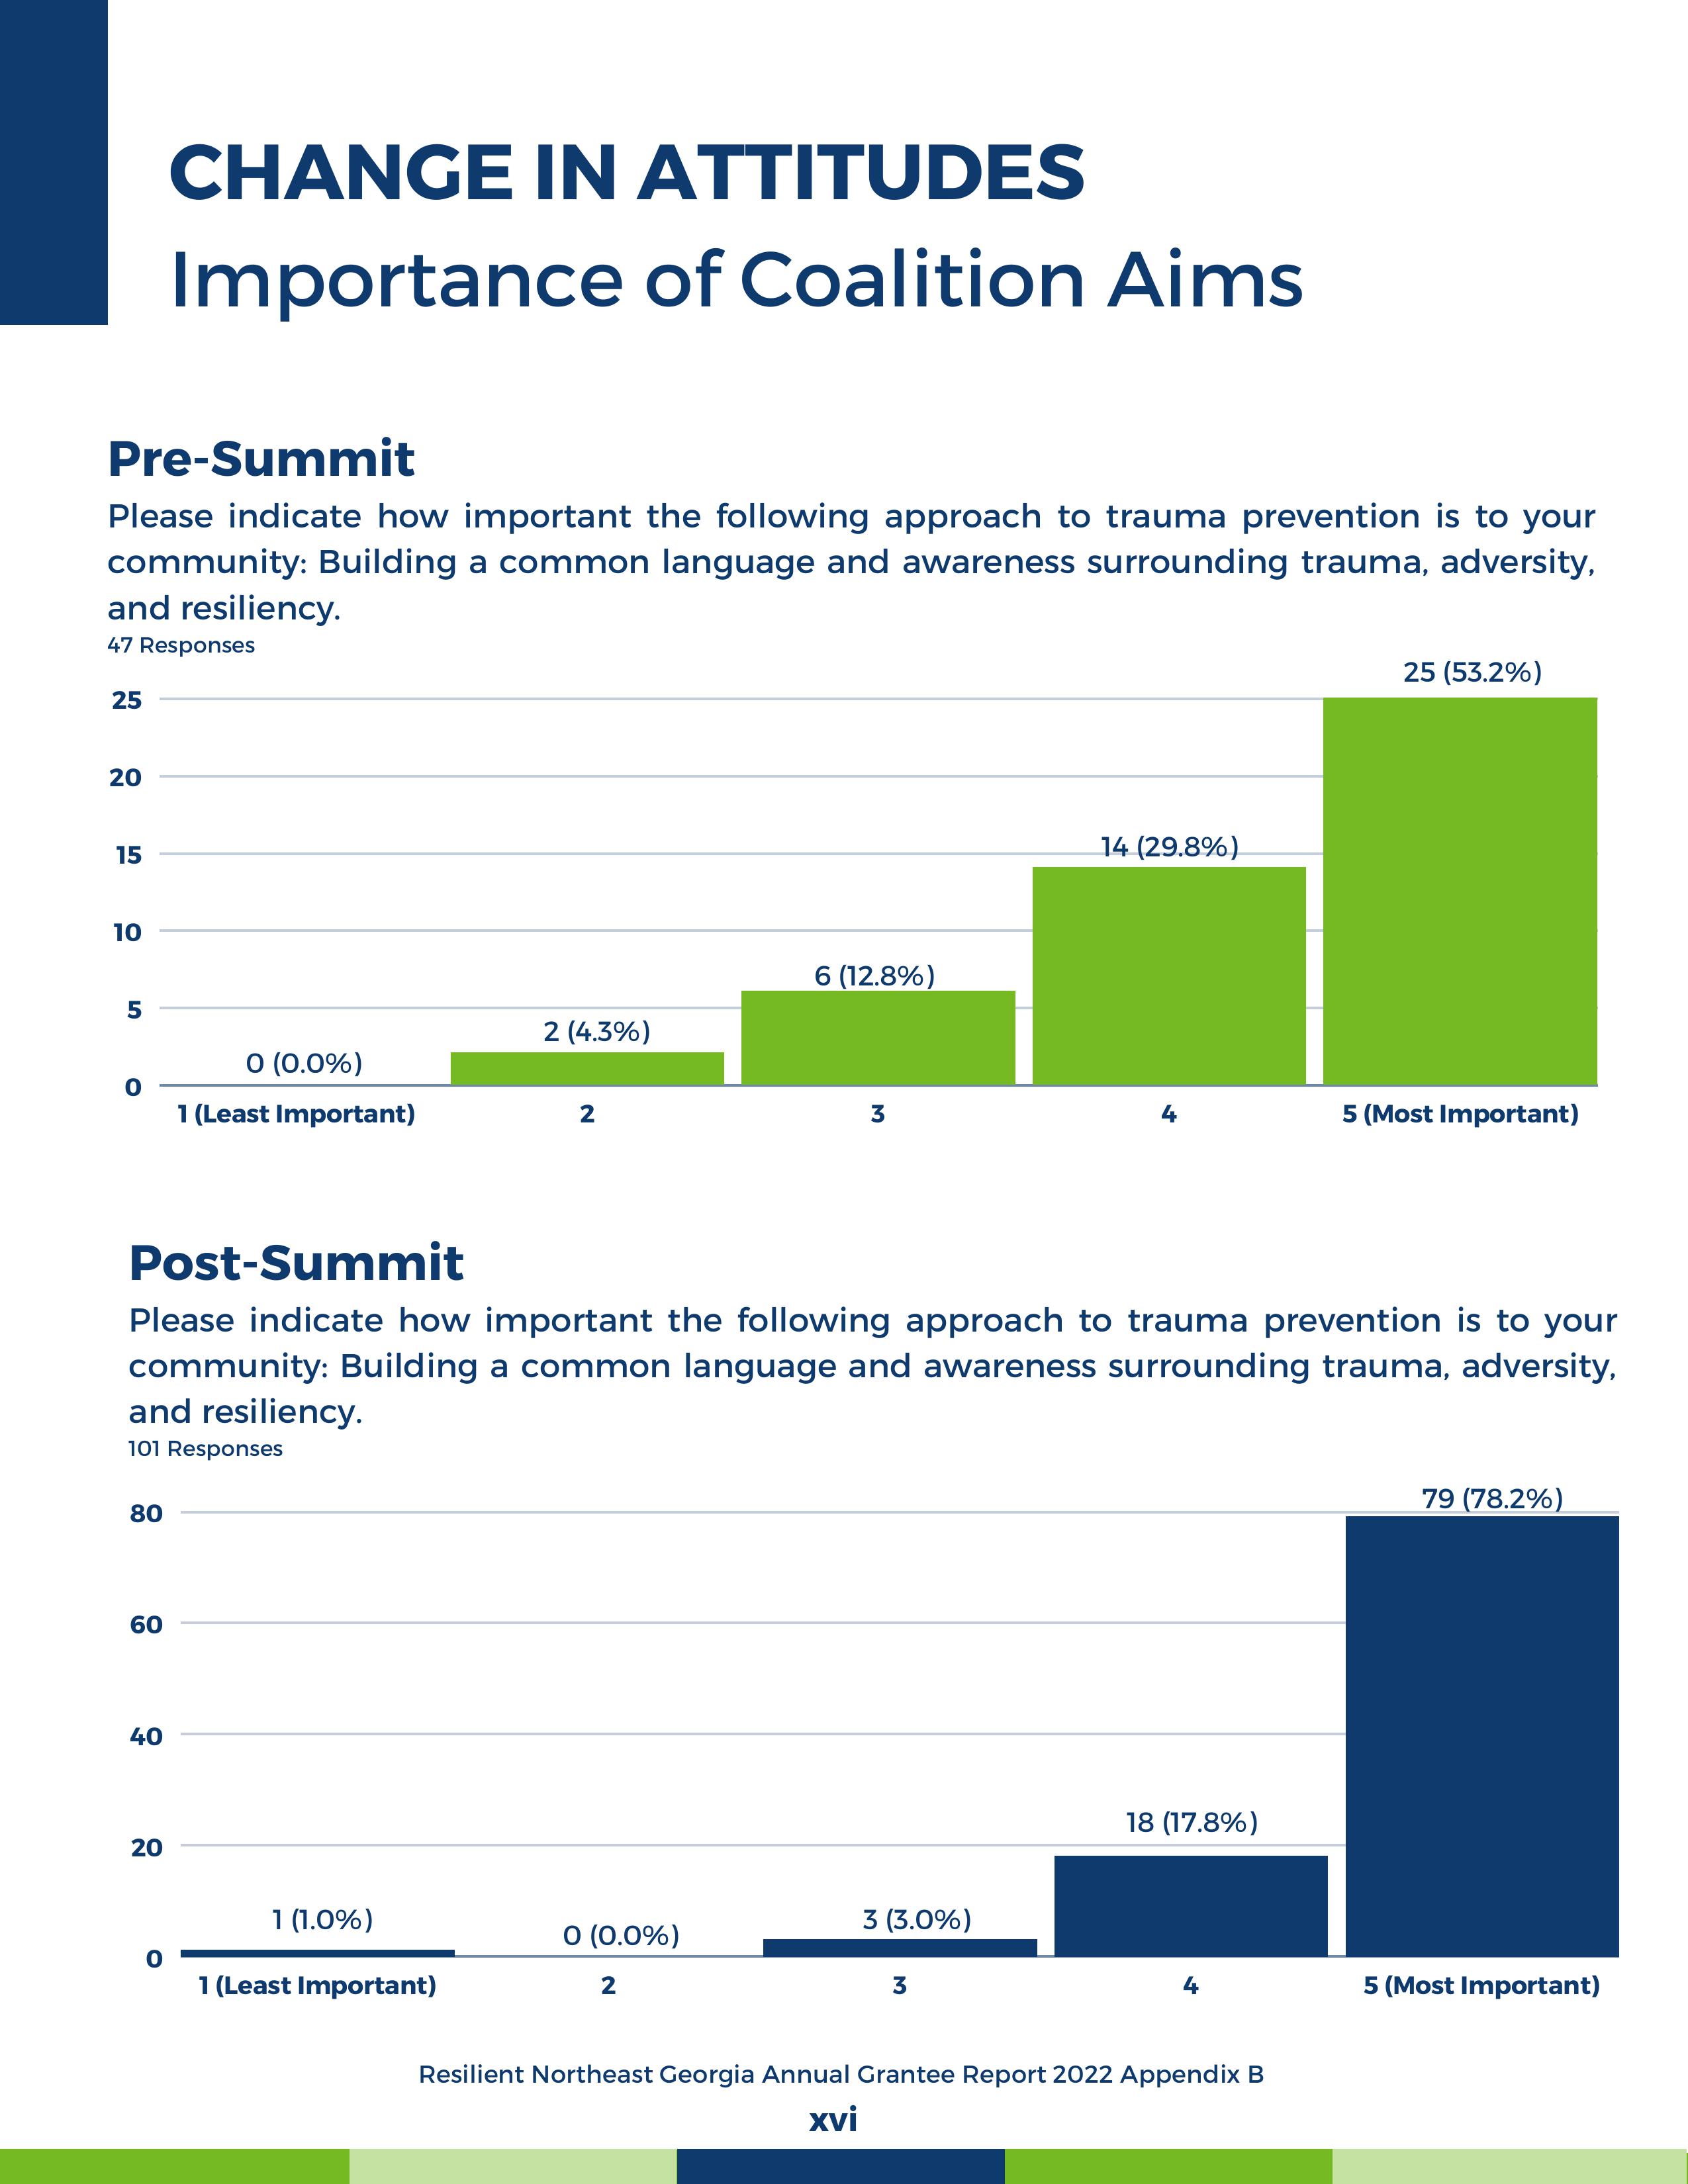 CHANGE IN ATTITUDES
Importance of Coalition Aims
Pre-Summit
Please indicate how important the following approach to trauma prevention is to your
community: Building a common language and awareness surrounding trauma, adversity,
and resiliency.
47 Responses
25 (53.2%)
25
20
14 (29.8%)
15
10
6 (12.8%)
5
2 (4.3%)
0 (0.0%)
0
1 (Least Important) 2 3 4 5 (Most Important)
Post-Summit
Please indicate how important the following approach to trauma prevention is to your
community: Building a common language and awareness surrounding trauma, adversity,
and resiliency.
101 Responses
79 (78.2%)
80
60
40
18 (17.8%)
20
1 (1.0%) 0 (0.0%) 3 (3.0%)
0
1 (Least Important) 2 3 4 5 (Most Important)
Resilient Northeast Georgia Annual Grantee Report 2022 Appendix B
xvi